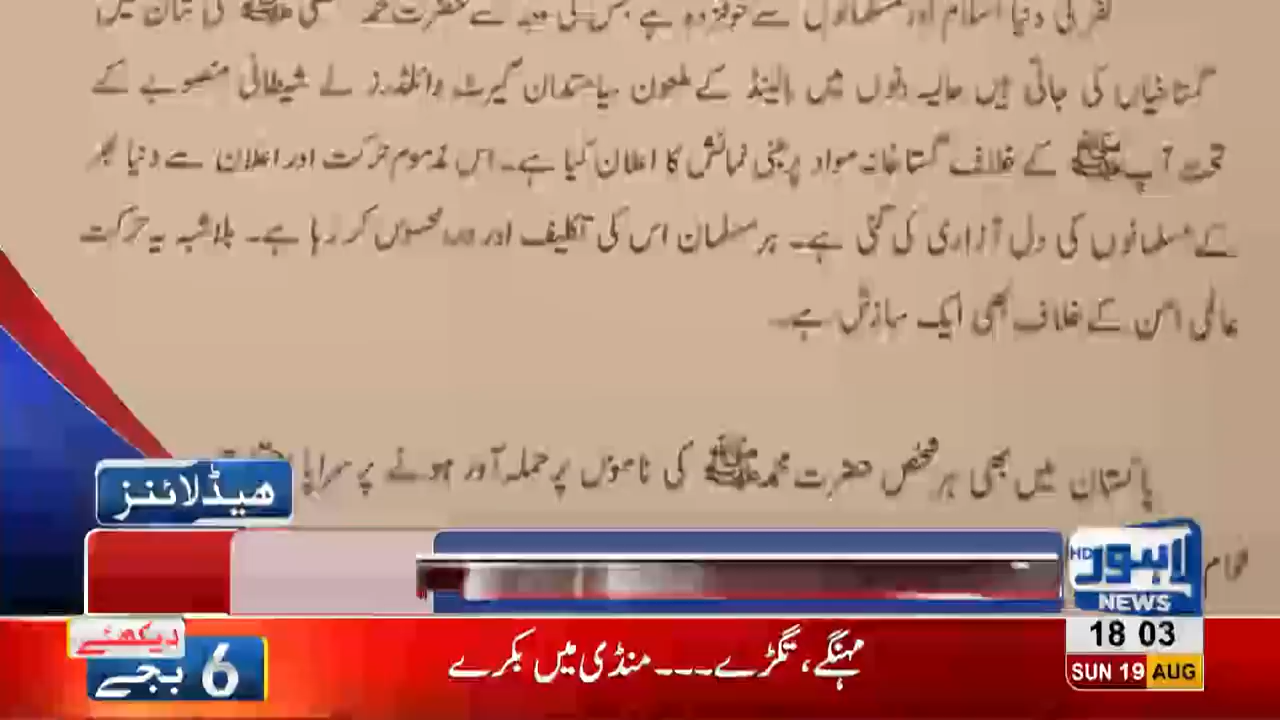 کفر کی دنیا اسلام اور مسلمانوں سے خوفزدہ ہے جس کی وجہ سے حضرت محمد ﷺ کی شان میں
گستاخیاں کی جاتی ہیں حالیہ دنوں میں ہالینڈ کے ملعون سیاستدان گیرٹ وائلڈرز نے شیطانی منصوبے کے
تحت آپ ﷺ کے خلاف گستاخانہ مواد پر مبنی نمائش کا اعلان کیا ہے۔ اس مذموم حرکت اور اعلان سے دنیا بھر
کے مسلمانوں کی دل آزاری کی گئی ہے۔ ہر مسلمان اس کی تکلیف اور درد محسوس کر رہا ہے۔ بلاشبہ یہ حرکت
عالمی امن کے خلاف بھی ایک سازش ہے۔
پاکستان میں بھی ہر شخص حضرت محمد ﷺ کی ناموس پر حملہ آور ہونے پر سراپا
عوام
ھیڈلائنز
HD لاہور
NEWS
18 03
SUN 19 AUG
دیکھئے
6 بجے
مہنگے، تگڑے۔۔۔ منڈی میں بکرے